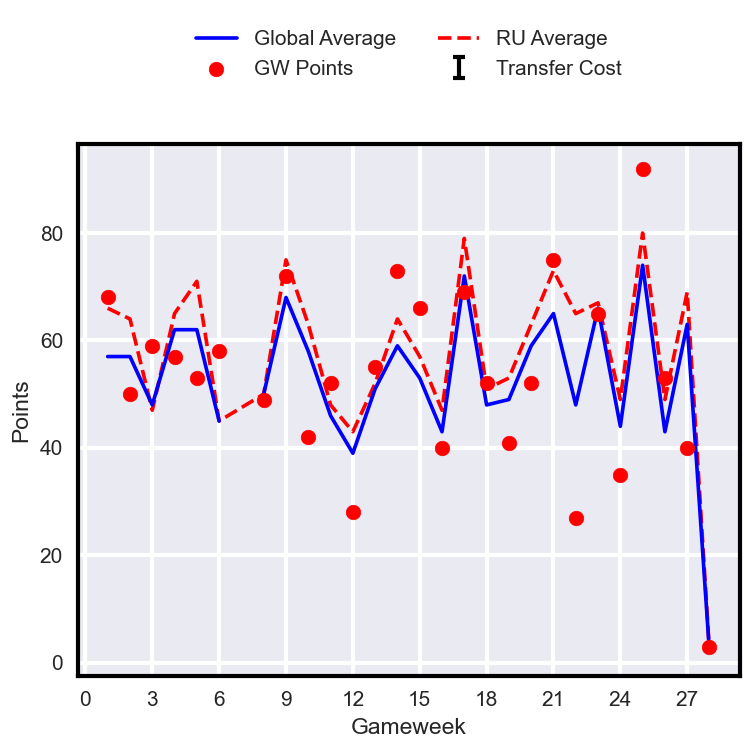 Global Average RU Average
GW Points Transfer Cost
80
60
40
20
0
Points
0 3 6 9 12 15 18 21 24 27
Gameweek